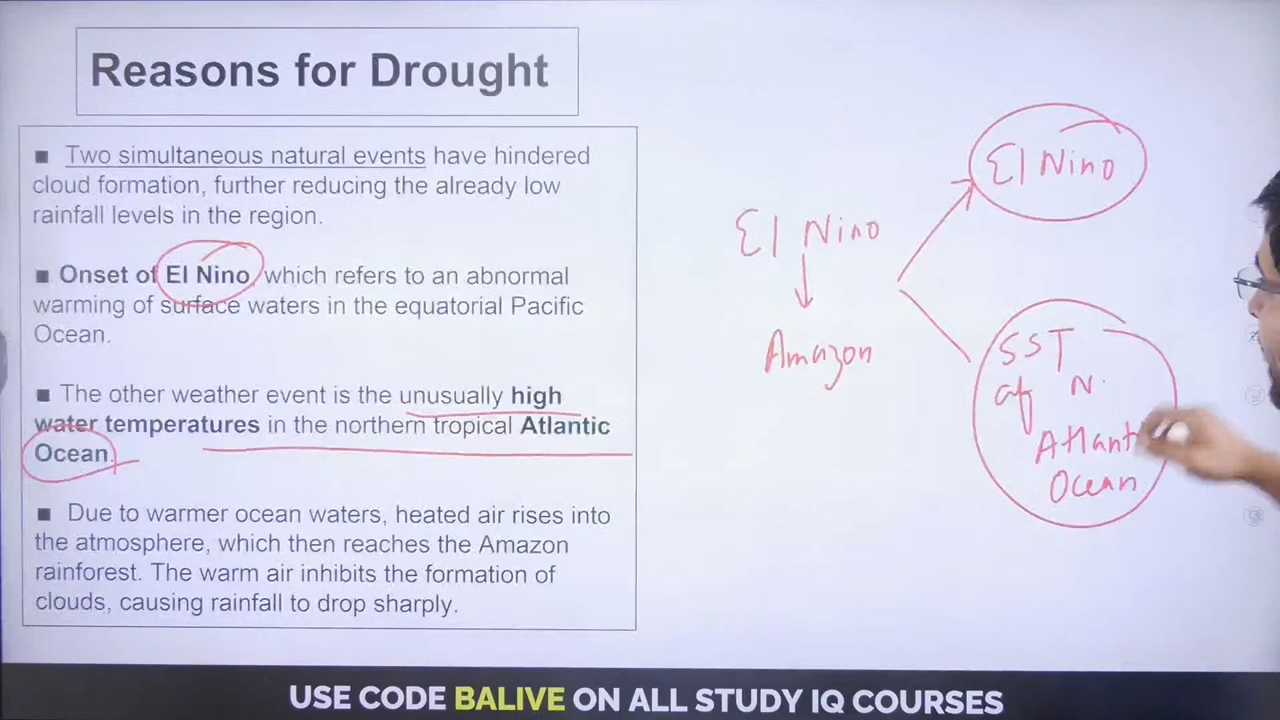 Reasons for Drought
■ Two simultaneous natural events have hindered
cloud formation, further reducing the already low
rainfall levels in the region.
■ Onset of El Nino, which refers to an abnormal
warming of surface waters in the equatorial Pacific
Ocean.
■ The other weather event is the unusually high
water temperatures in the northern tropical Atlantic
Ocean.
■ Due to warmer ocean waters, heated air rises into
the atmosphere, which then reaches the Amazon
rainforest. The warm air inhibits the formation of
clouds, causing rainfall to drop sharply.
El Nino
Amazon
El Nino
SST
of N.
Atlant
Ocean
USE CODE BALIVE ON ALL STUDY IQ COURSES